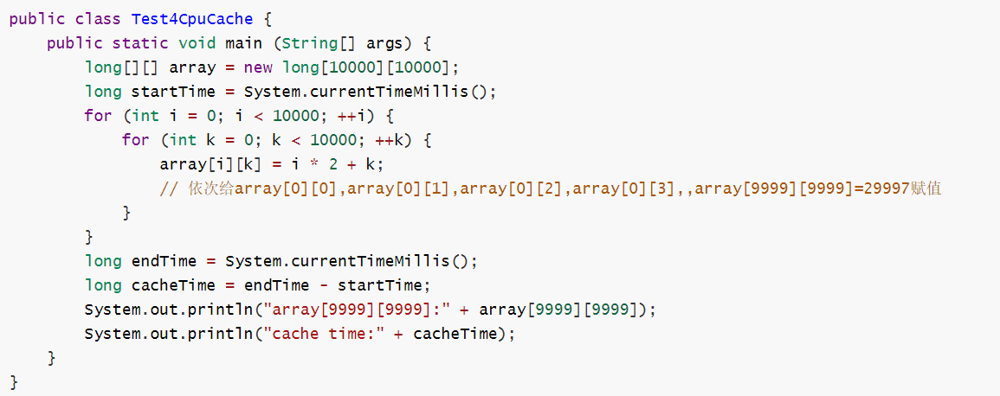 public class Test4CpuCache {
    public static void main (String[] args) {
        long[][] array = new long[10000][10000];
        long startTime = System.currentTimeMillis();
        for (int i = 0; i < 10000; ++i) {
            for (int k = 0; k < 10000; ++k) {
                array[i][k] = i * 2 + k;
                // 依次给array[0][0],array[0][1],array[0][2],array[0][3],,array[9999][9999]=29997赋值
            }
        }
        long endTime = System.currentTimeMillis();
        long cacheTime = endTime - startTime;
        System.out.println("array[9999][9999]:" + array[9999][9999]);
        System.out.println("cache time:" + cacheTime);
    }
}